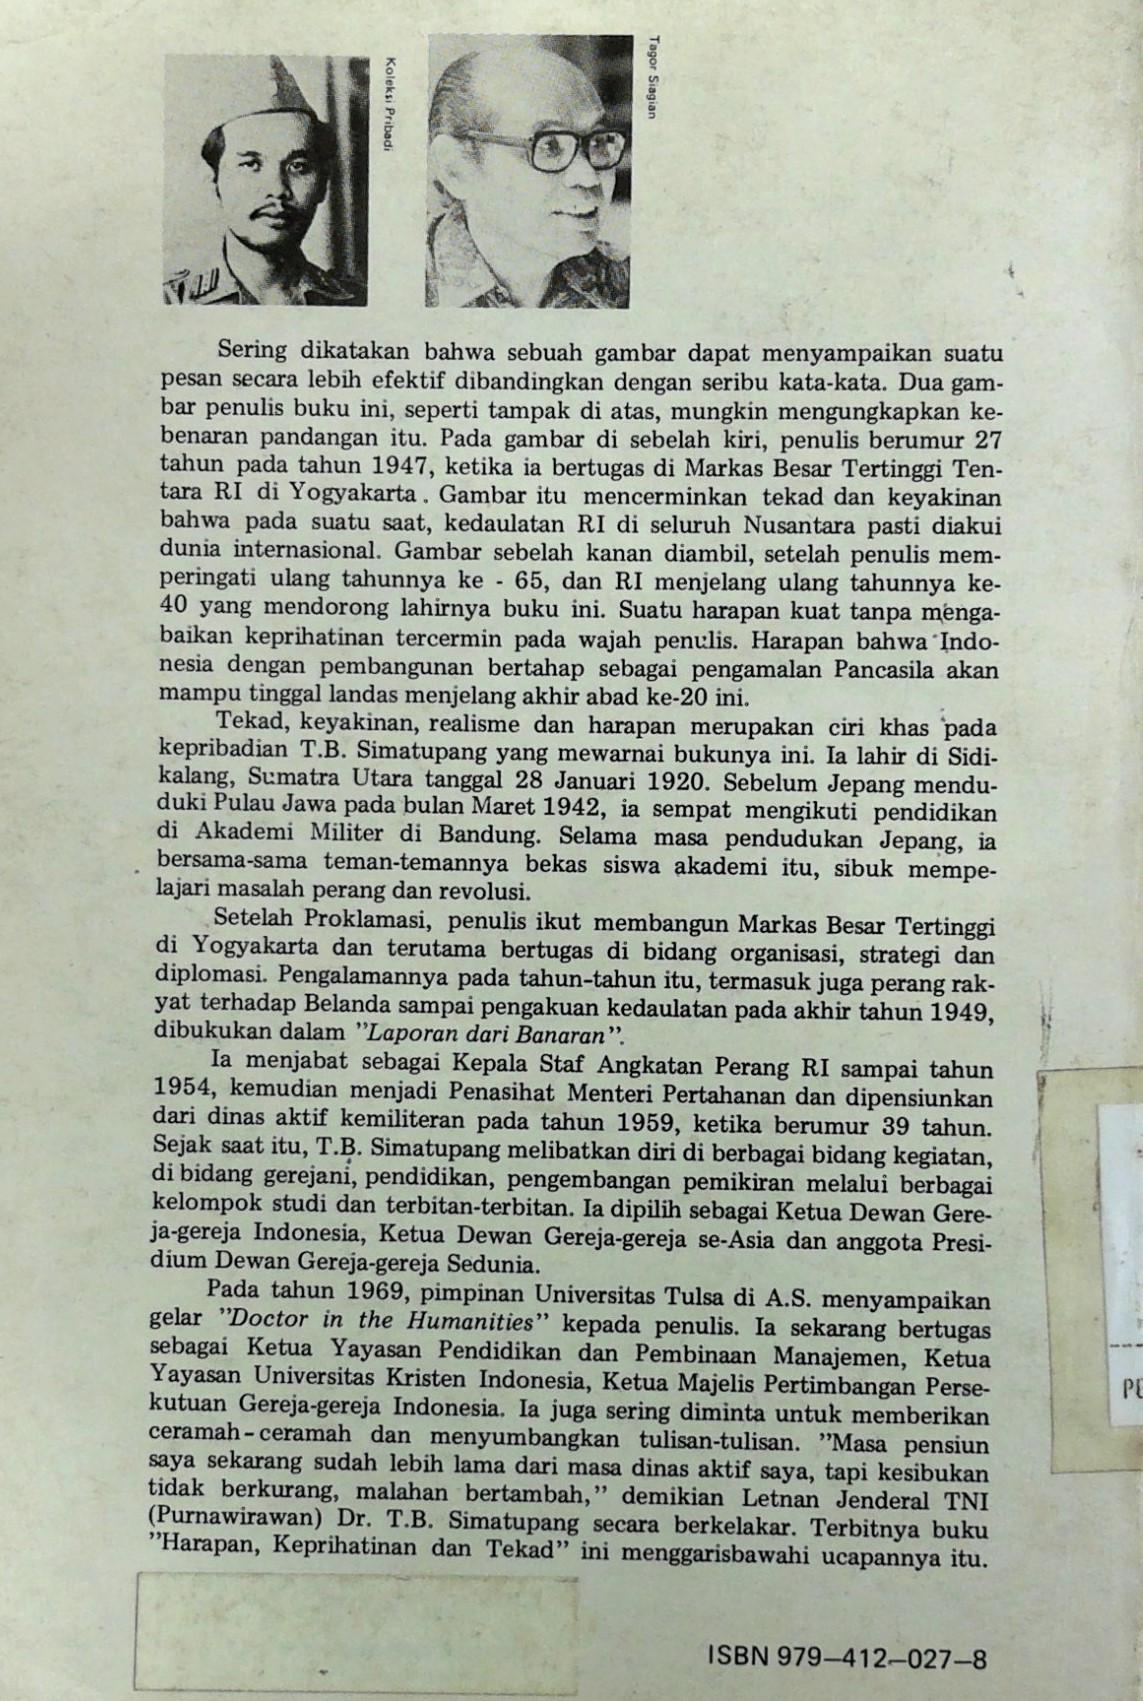 Koleksi Pribadi
Tagor Siagian
Sering dikatakan bahwa sebuah gambar dapat menyampaikan suatu
pesan secara lebih efektif dibandingkan dengan seribu kata-kata. Dua gam-
bar penulis buku ini, seperti tampak di atas, mungkin mengungkapkan ke-
benaran pandangan itu. Pada gambar di sebelah kiri, penulis berumur 27
tahun pada tahun 1947, ketika ia bertugas di Markas Besar Tertinggi Ten-
tara RI di Yogyakarta. Gambar itu mencerminkan tekad dan keyakinan
bahwa pada suatu saat, kedaulatan RI di seluruh Nusantara pasti diakui
dunia internasional. Gambar sebelah kanan diambil, setelah penulis mem-
peringati ulang tahunnya ke - 65, dan RI menjelang ulang tahunnya ke-
40 yang mendorong lahirnya buku ini. Suatu harapan kuat tanpa menga-
baikan keprihatinan tercermin pada wajah penulis. Harapan bahwa Indo-
nesia dengan pembangunan bertahap sebagai pengamalan Pancasila akan
mampu tinggal landas menjelang akhir abad ke-20 ini.
Tekad, keyakinan, realisme dan harapan merupakan ciri khas pada
kepribadian T.B. Simatupang yang mewarnai bukunya ini. Ia lahir di Sidi-
kalang, Sumatra Utara tanggal 28 Januari 1920. Sebelum Jepang mendu-
duki Pulau Jawa pada bulan Maret 1942, ia sempat mengikuti pendidikan
di Akademi Militer di Bandung. Selama masa pendudukan Jepang, ia
bersama-sama teman-temannya bekas siswa akademi itu, sibuk mempe-
lajari masalah perang dan revolusi.
Setelah Proklamasi, penulis ikut membangun Markas Besar Tertinggi
di Yogyakarta dan terutama bertugas di bidang organisasi, strategi dan
diplomasi. Pengalamannya pada tahun-tahun itu, termasuk juga perang rak-
yat terhadap Belanda sampai pengakuan kedaulatan pada akhir tahun 1949,
dibukukan dalam ”Laporan dari Banaran”.
Ia menjabat sebagai Kepala Staf Angkatan Perang RI sampai tahun
1954, kemudian menjadi Penasihat Menteri Pertahanan dan dipensiunkan
dari dinas aktif kemiliteran pada tahun 1959, ketika berumur 39 tahun.
Sejak saat itu, T.B. Simatupang melibatkan diri di berbagai bidang kegiatan,
di bidang gerejani, pendidikan, pengembangan pemikiran melalui berbagai
kelompok studi dan terbitan-terbitan. Ia dipilih sebagai Ketua Dewan Gere-
ja-gereja Indonesia, Ketua Dewan Gereja-gereja se-Asia dan anggota Presi-
dium Dewan Gereja-gereja Sedunia.
Pada tahun 1969, pimpinan Universitas Tulsa di A.S. menyampaikan
gelar ”Doctor in the Humanities” kepada penulis. Ia sekarang bertugas
sebagai Ketua Yayasan Pendidikan dan Pembinaan Manajemen, Ketua
Yayasan Universitas Kristen Indonesia, Ketua Majelis Pertimbangan Perse-
kutuan Gereja-gereja Indonesia. Ia juga sering diminta untuk memberikan
ceramah-ceramah dan menyumbangkan tulisan-tulisan. ”Masa pensiun
saya sekarang sudah lebih lama dari masa dinas aktif saya, tapi kesibukan
tidak berkurang, malahan bertambah,” demikian Letnan Jenderal TNI
(Purnawirawan) Dr. T.B. Simatupang secara berkelakar. Terbitnya buku
”Harapan, Keprihatinan dan Tekad” ini menggarisbawahi ucapannya itu.
ISBN 979-412-027-8